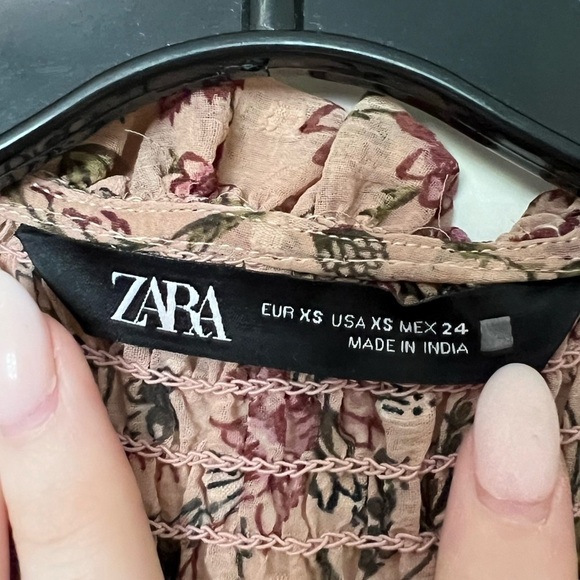 ZARA
EUR XS USA XS MEX 24
MADE IN INDIA